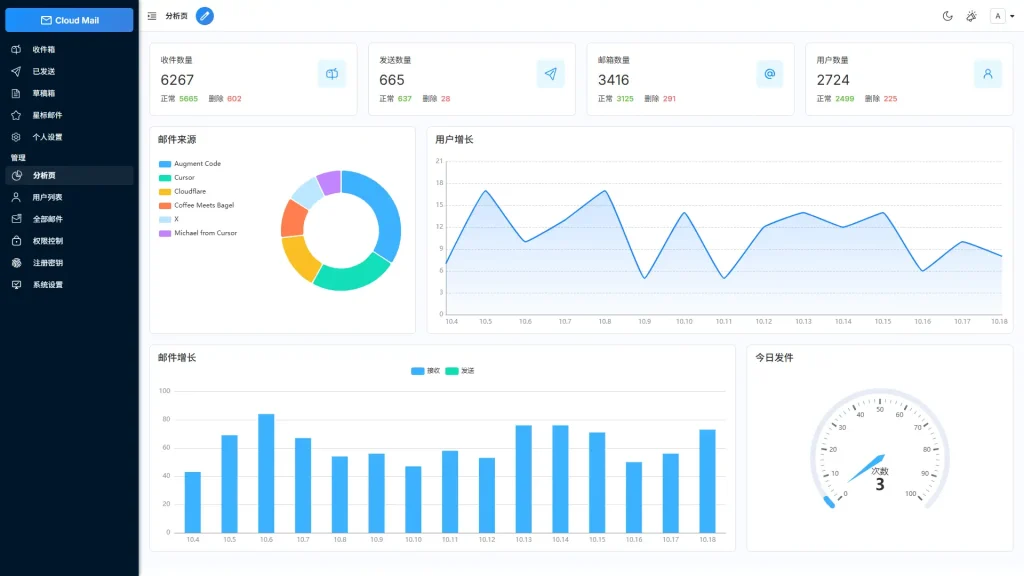 Cloud Mail
收件箱
已发送
草稿箱
星标邮件
个人设置
管理
分析页
用户列表
全部邮件
权限控制
注册密钥
系统设置
分析页
A
收件数量
6267
正常 5665 删除 602
发送数量
665
正常 637 删除 28
邮箱数量
3416
正常 3125 删除 291
用户数量
2724
正常 2499 删除 225
邮件来源
Augment Code
Cursor
Cloudflare
Coffee Meets Bagel
X
Michael from Cursor
用户增长
21
18
15
12
9
6
3
0
10.4 10.5 10.6 10.7 10.8 10.9 10.10 10.11 10.12 10.13 10.14 10.15 10.16 10.17 10.18
邮件增长
接收 发送
100
80
60
40
20
0
10.4 10.5 10.6 10.7 10.8 10.9 10.10 10.11 10.12 10.13 10.14 10.15 10.16 10.17 10.18
今日发件
0 10 20 30 40 50 60 70 80 90 100
次数
3